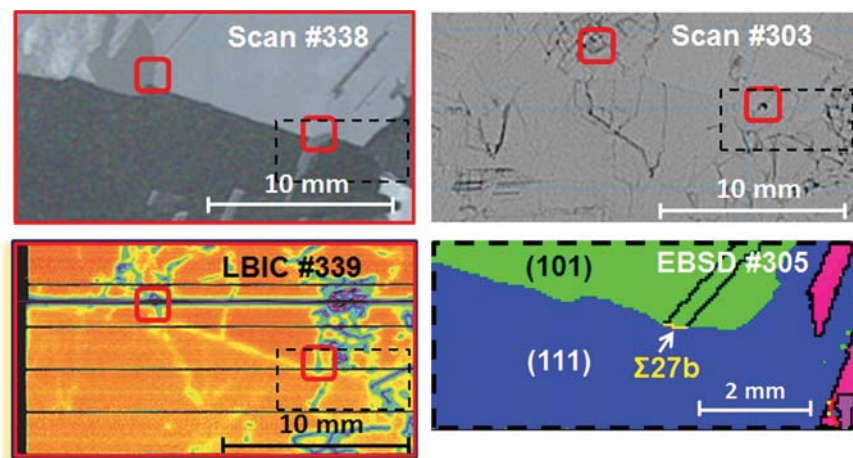 Scan #338
10 mm
Scan #303
10 mm
LBIC #339
10 mm
(101)
EBSD #305
(111)
Σ27b
2 mm